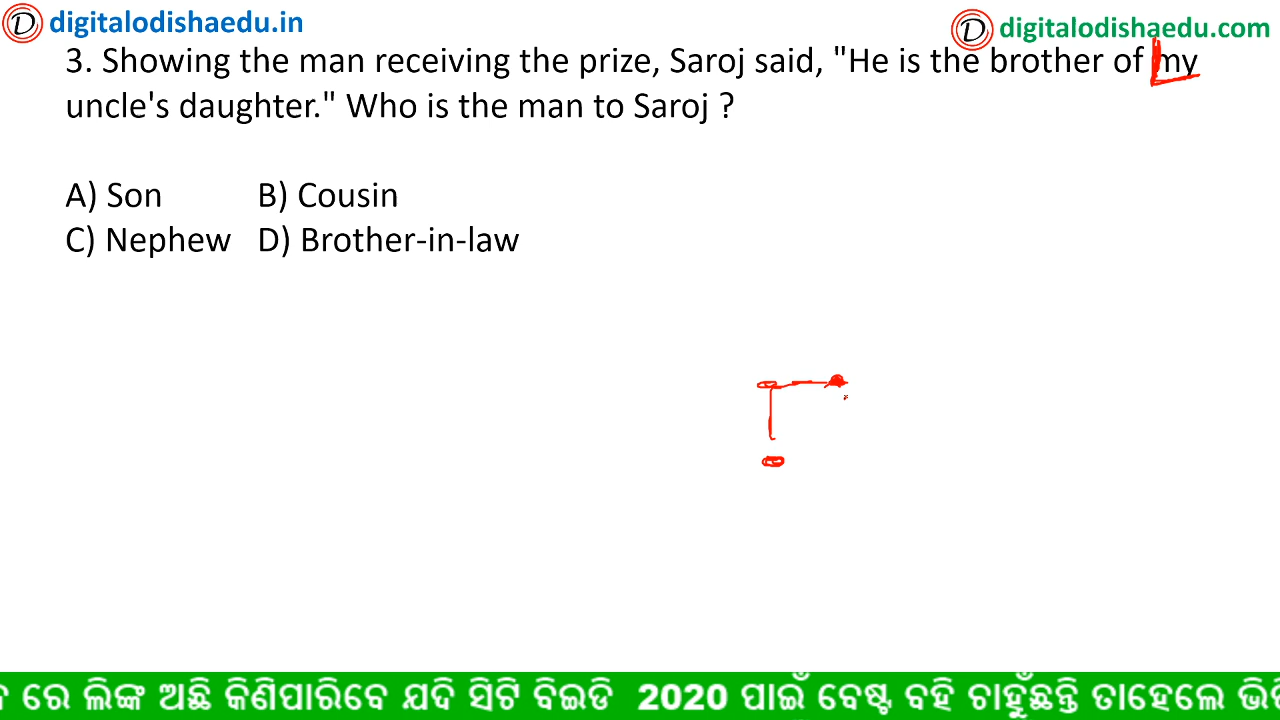 digitalodishaedu.in
digitalodishaedu.com
3. Showing the man receiving the prize, Saroj said, "He is the brother of my
uncle's daughter." Who is the man to Saroj ?
A) Son B) Cousin
C) Nephew D) Brother-in-law
ରେ ଲିଙ୍କ ଅଛି କିଣିପାରିବେ ଯଦି ସିଟି ବିଇଡି 2020 ପାଇଁ ବେଷ୍ଟ ବହି ଚାହୁଁଛନ୍ତି ତାହେଲେ